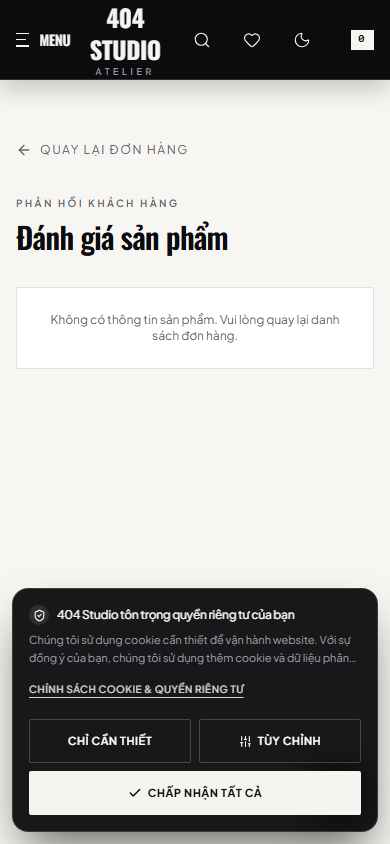 MENU
404
STUDIO
ATELIER
0
QUAY LẠI ĐƠN HÀNG
PHẢN HỒI KHÁCH HÀNG
Đánh giá sản phẩm
Không có thông tin sản phẩm. Vui lòng quay lại danh
sách đơn hàng.
404 Studio tôn trọng quyền riêng tư của bạn
Chúng tôi sử dụng cookie cần thiết để vận hành website. Với sự
đồng ý của bạn, chúng tôi sử dụng thêm cookie và dữ liệu phân…
CHÍNH SÁCH COOKIE & QUYỀN RIÊNG TƯ
CHỈ CẦN THIẾT
TÙY CHỈNH
CHẤP NHẬN TẤT CẢ